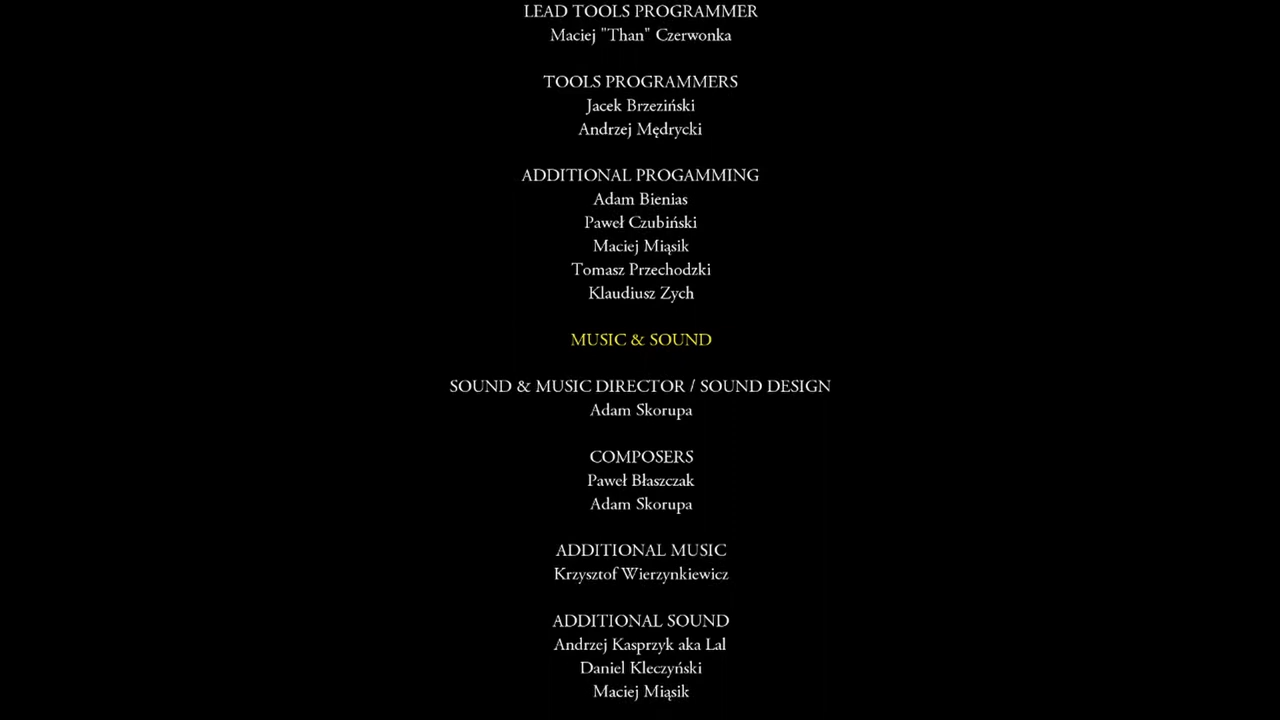 LEAD TOOLS PROGRAMMER
Maciej "Than" Czerwonka
TOOLS PROGRAMMERS
Jacek Brzeziński
Andrzej Mędrycki
ADDITIONAL PROGAMMING
Adam Bienias
Paweł Czubiński
Maciej Miąsik
Tomasz Przechodzki
Klaudiusz Zych
MUSIC & SOUND
SOUND & MUSIC DIRECTOR / SOUND DESIGN
Adam Skorupa
COMPOSERS
Paweł Błaszczak
Adam Skorupa
ADDITIONAL MUSIC
Krzysztof Wierzynkiewicz
ADDITIONAL SOUND
Andrzej Kasprzyk aka Lal
Daniel Kleczyński
Maciej Miąsik